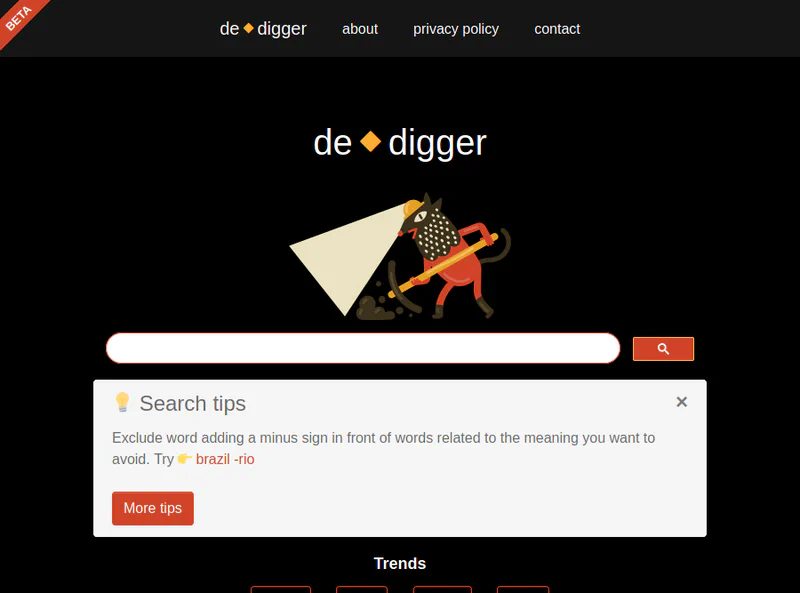 BETA
de digger
about
privacy policy
contact
de digger
Search tips
×
Exclude word adding a minus sign in front of words related to the meaning you want to
avoid. Try brazil -rio
More tips
Trends